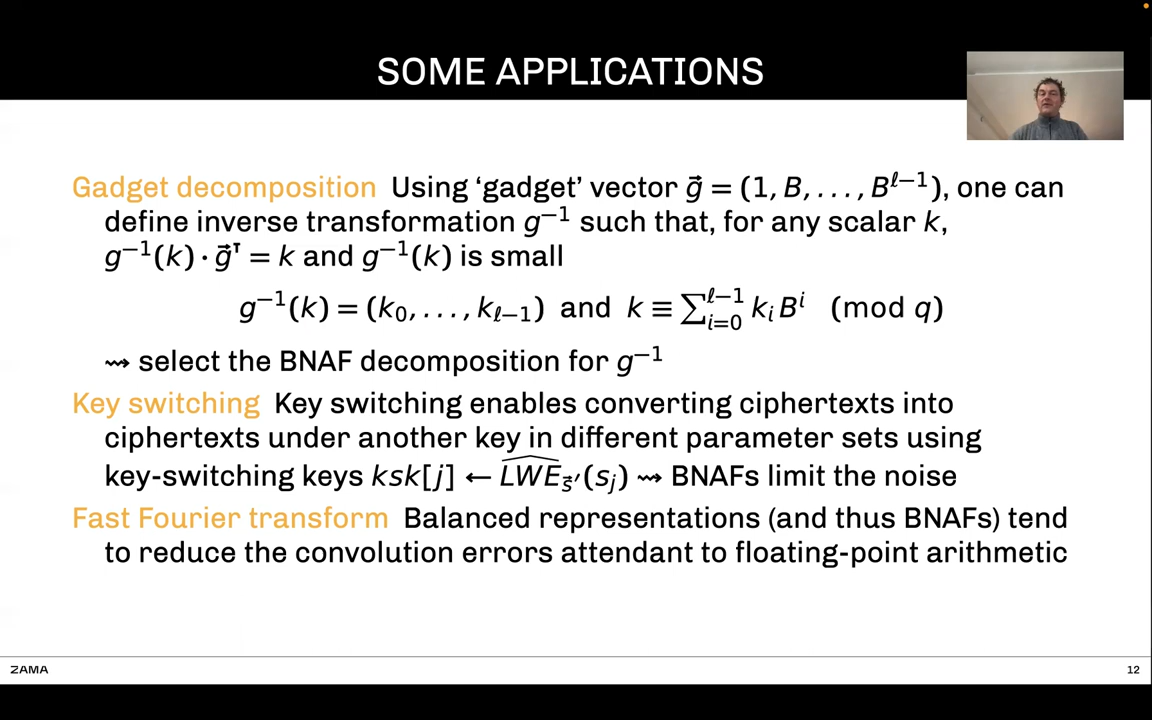 SOME APPLICATIONS
Gadget decomposition Using ‘gadget’ vector g⃗ = (1, B, . . . , B^{ℓ−1}), one can
define inverse transformation g⁻¹ such that, for any scalar k,
g⁻¹(k) · g⃗ᵀ = k and g⁻¹(k) is small
g⁻¹(k) = (k₀, . . . , k_{ℓ−1}) and k ≡ ∑_{i=0}^{ℓ−1} kᵢ Bⁱ (mod q)
⇝ select the BNAF decomposition for g⁻¹
Key switching Key switching enables converting ciphertexts into
ciphertexts under another key in different parameter sets using
key-switching keys ksk[j] ← \widehat{LWE}_{s⃗′}(s_j) ⇝ BNAFs limit the noise
Fast Fourier transform Balanced representations (and thus BNAFs) tend
to reduce the convolution errors attendant to floating-point arithmetic
ZAMA
12